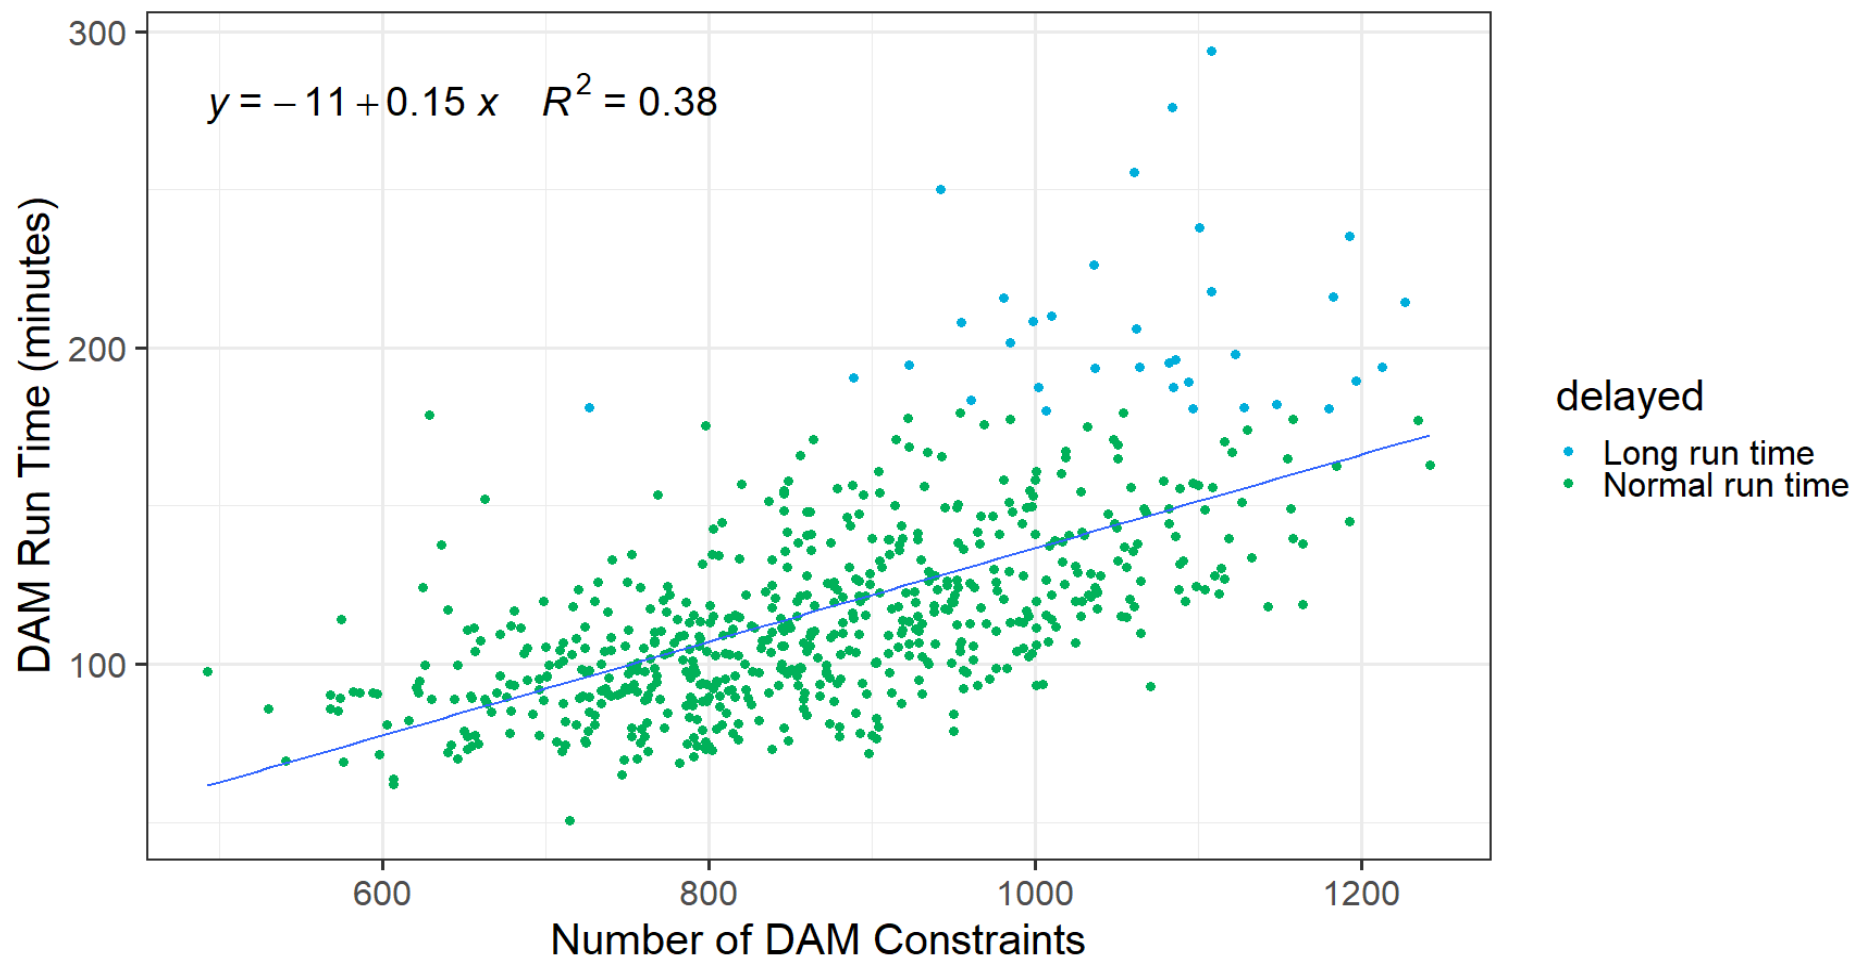 300
y = −11+0.15 x R² = 0.38
200
100
DAM Run Time (minutes)
600 800 1000 1200
Number of DAM Constraints
delayed
Long run time
Normal run time